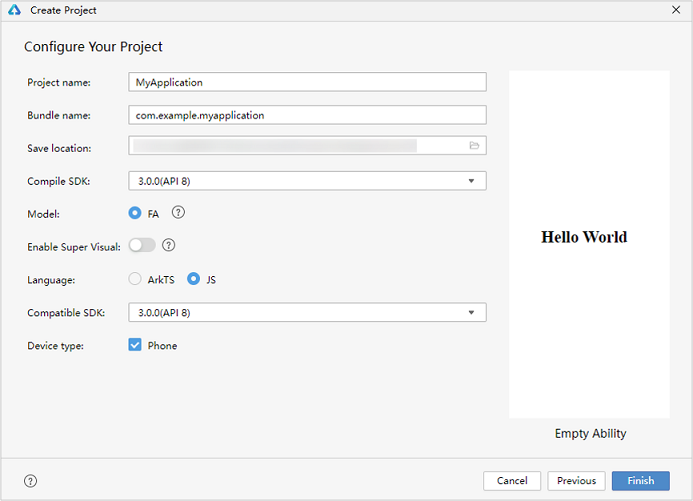 Create Project
Configure Your Project
Project name: MyApplication
Bundle name: com.example.myapplication
Save location:
Compile SDK: 3.0.0(API 8)
Model: FA ?
Enable Super Visual: ?
Language: ArkTS JS
Compatible SDK: 3.0.0(API 8)
Device type: Phone
Hello World
Empty Ability
? Cancel Previous Finish